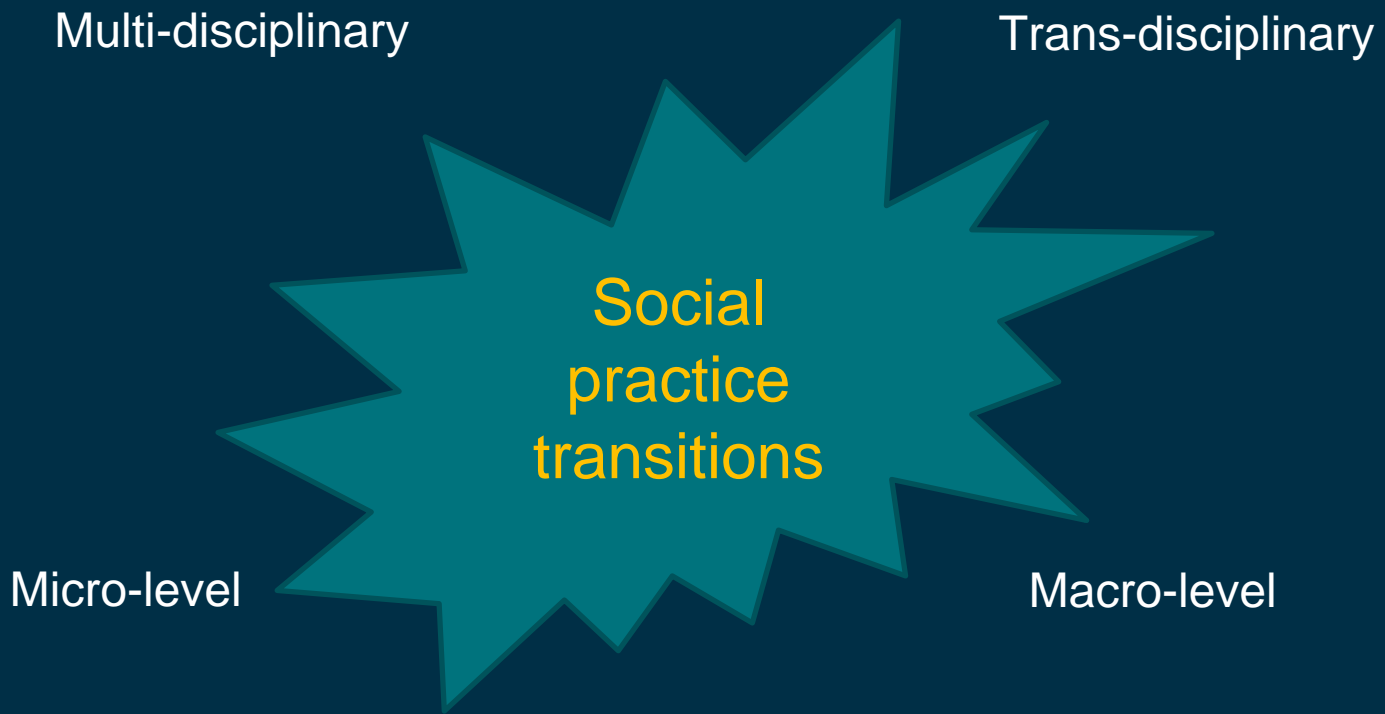 Multi-disciplinary
Trans-disciplinary
Social
practice
transitions
Micro-level
Macro-level